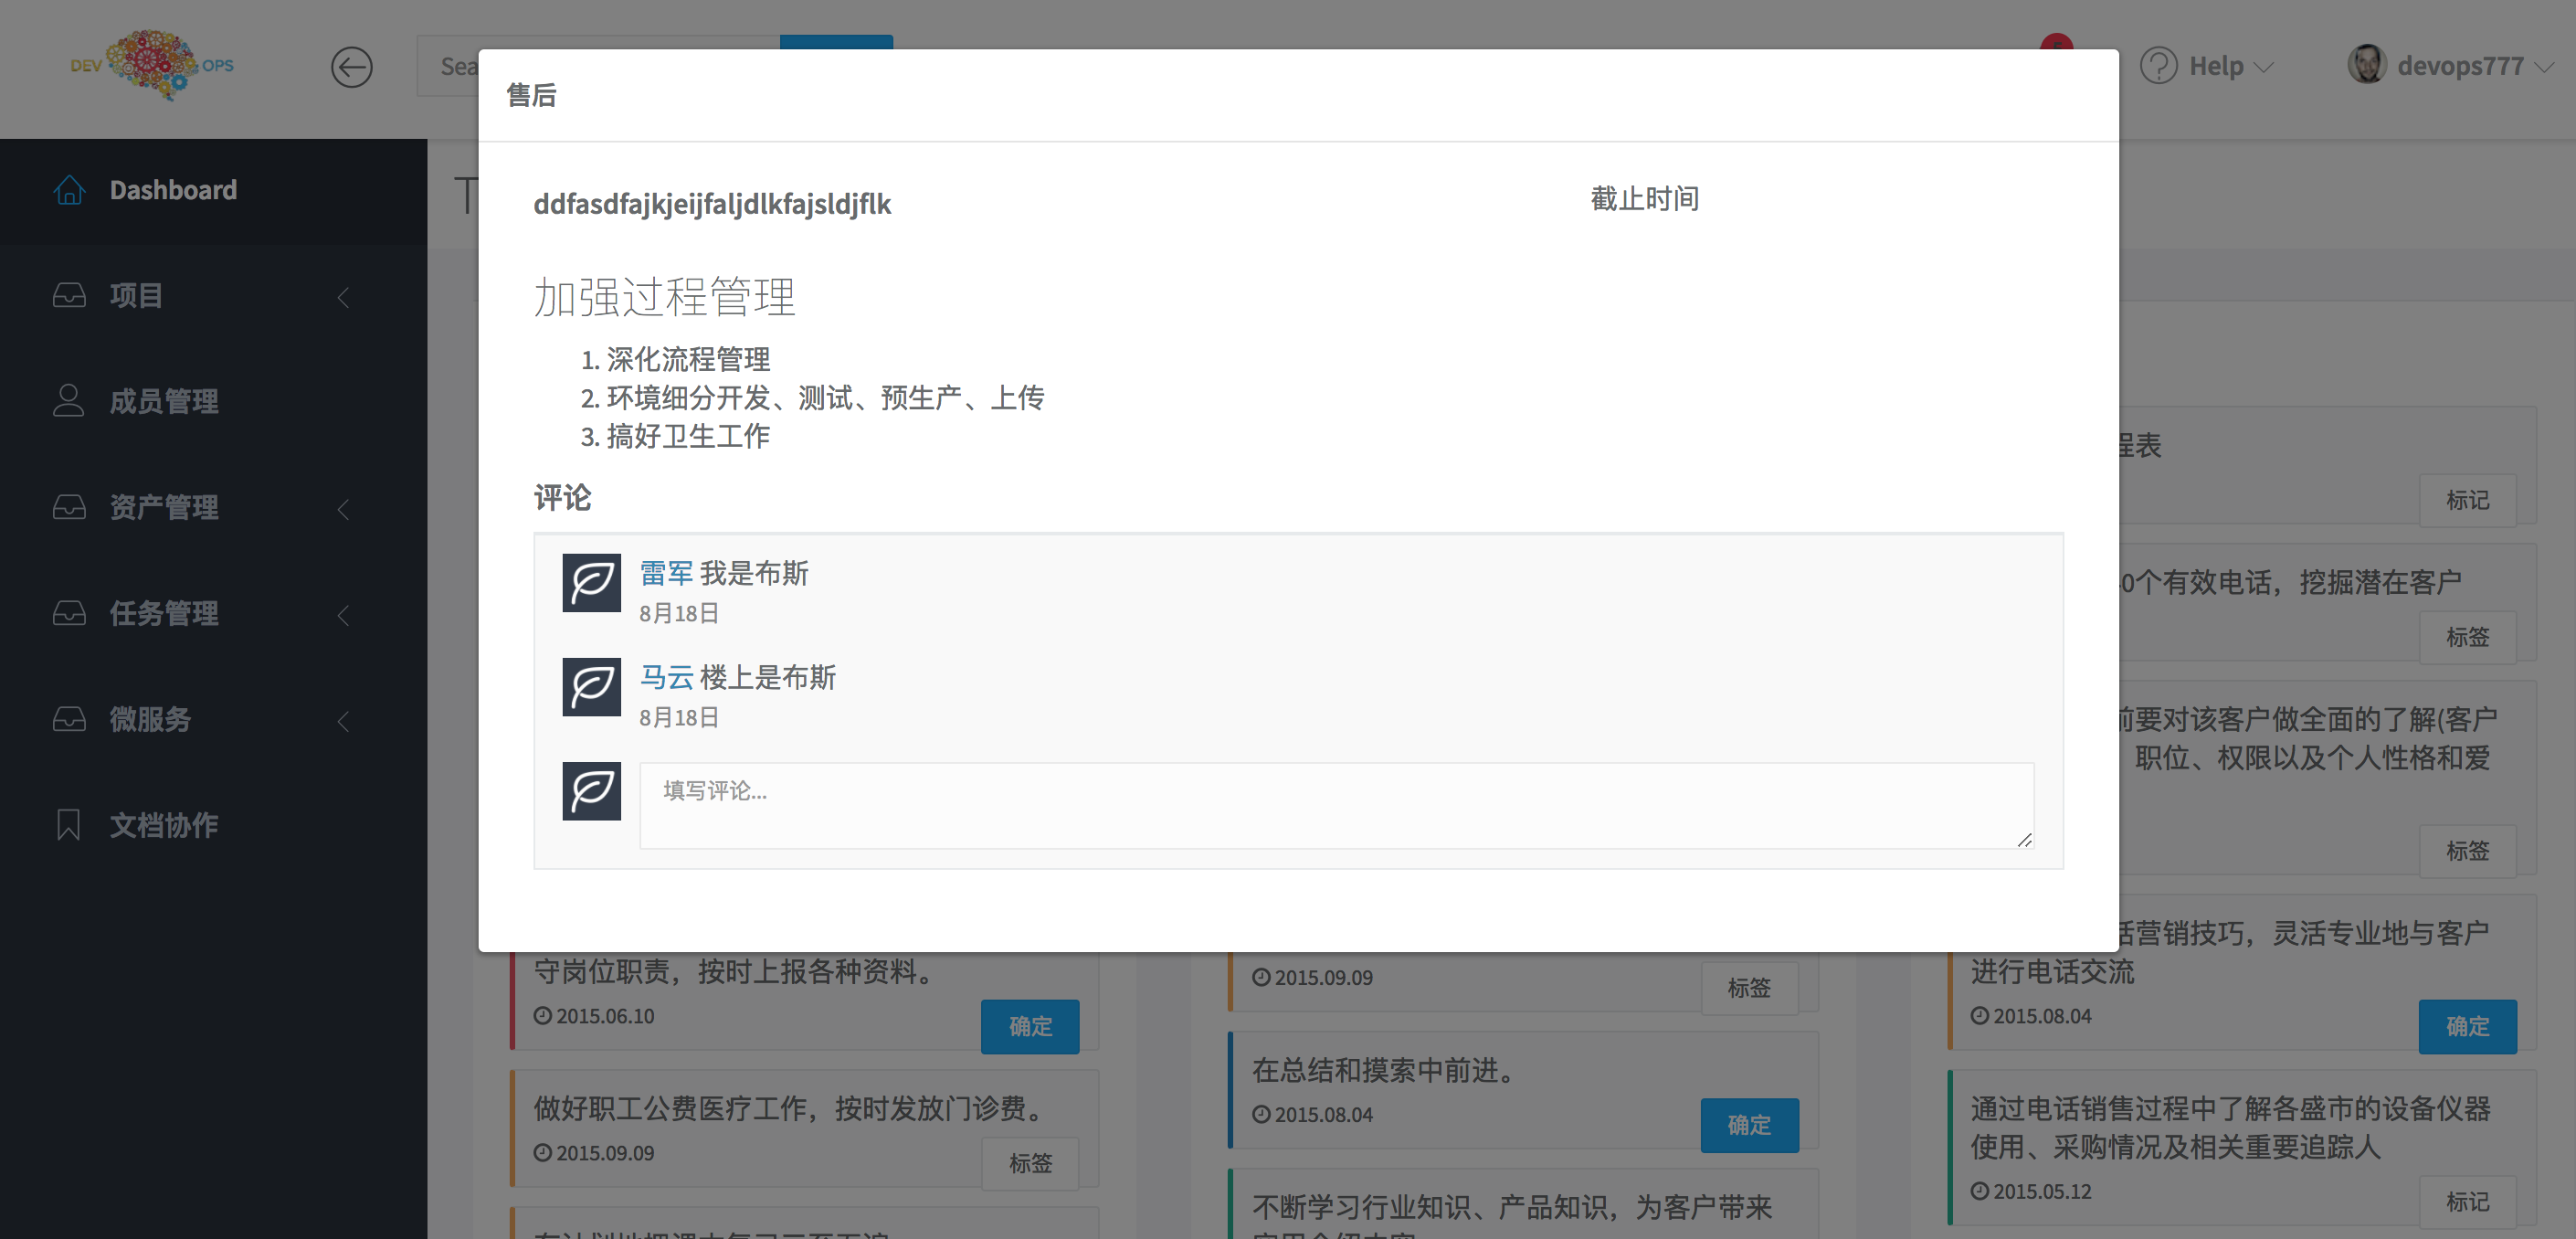 DEV OPS
Sea
5
Help
devops777
售后
Dashboard
项目
成员管理
资产管理
任务管理
微服务
文档协作
T
ddfasdfajkjeijfaljdlkfajsldjflk
截止时间
加强过程管理
1. 深化流程管理
2. 环境细分开发、测试、预生产、上传
3. 搞好卫生工作
评论
雷军 我是布斯
8月18日
马云 楼上是布斯
8月18日
填写评论...
守岗位职责，按时上报各种资料。
2015.06.10
确定
做好职工公费医疗工作，按时发放门诊费。
2015.09.09
标签
2015.09.09
标签
在总结和摸索中前进。
2015.08.04
确定
不断学习行业知识、产品知识，为客户带来
程表
标记
0个有效电话，挖掘潜在客户
标签
前要对该客户做全面的了解(客户
职位、权限以及个人性格和爱
标签
话营销技巧，灵活专业地与客户
进行电话交流
2015.08.04
确定
通过电话销售过程中了解各盛市的设备仪器
使用、采购情况及相关重要追踪人
2015.05.12
标记